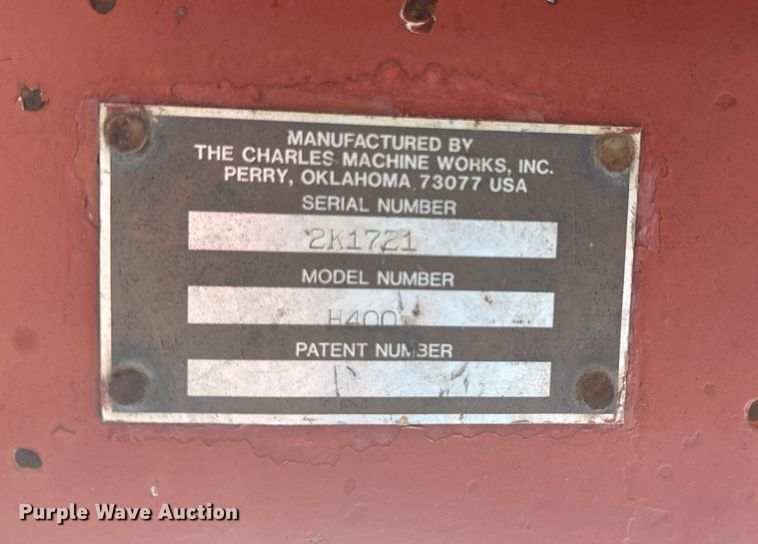 MANUFACTURED BY
THE CHARLES MACHINE WORKS, INC.
PERRY, OKLAHOMA 73077 USA
SERIAL NUMBER
2K1721
MODEL NUMBER
H400
PATENT NUMBER
Purple Wave Auction